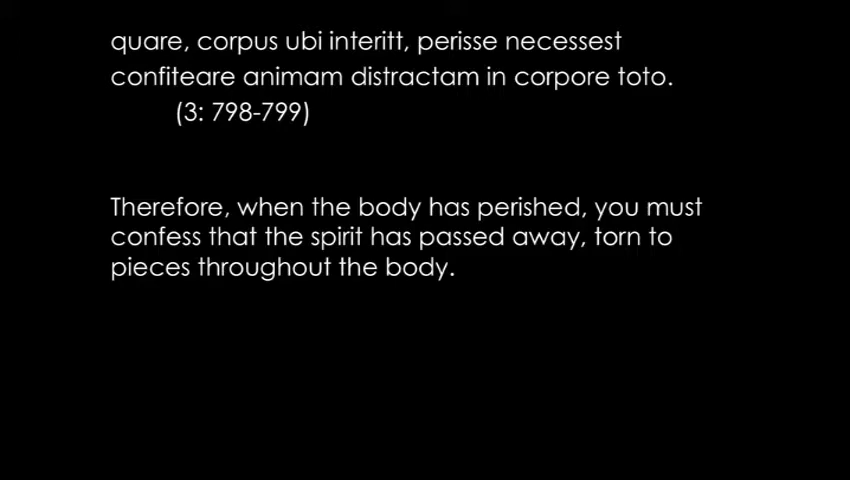 quare, corpus ubi interitt, perisse necessest
confiteare animam distractam in corpore toto.
(3: 798-799)
Therefore, when the body has perished, you must
confess that the spirit has passed away, torn to
pieces throughout the body.